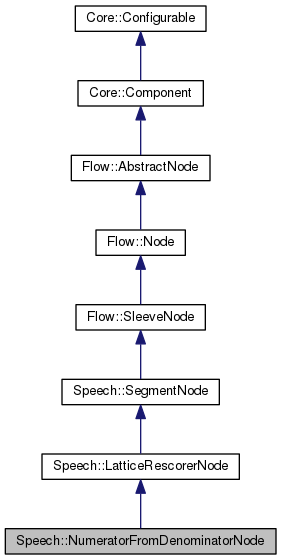 Core::Configurable
Core::Component
Flow::AbstractNode
Flow::Node
Flow::SleeveNode
Speech::SegmentNode
Speech::LatticeRescorerNode
Speech::NumeratorFromDenominatorNode